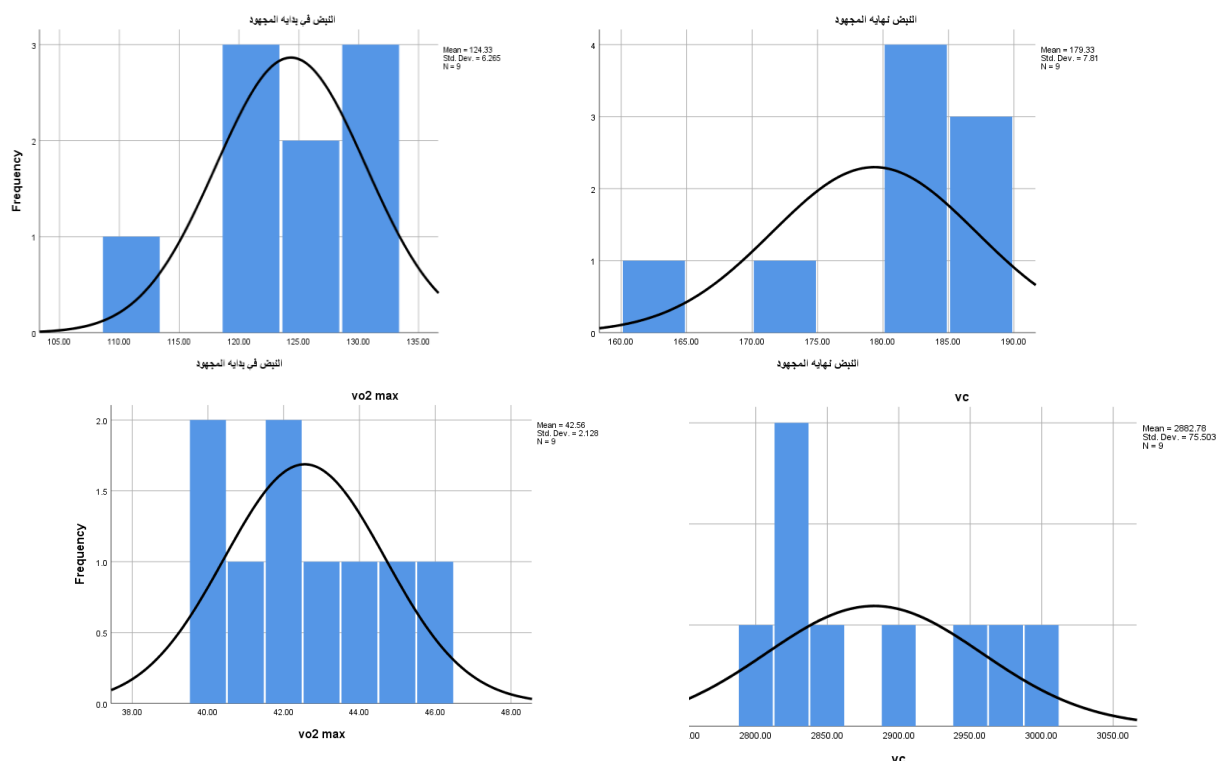 النبض في بدايه المجهود
Mean = 124.33
Std. Dev. = 6.265
N = 9
Frequency
3
2
1
0
105.00 110.00 115.00 120.00 125.00 130.00 135.00
النبض في بدايه المجهود
النبض نهايه المجهود
Mean = 179.33
Std. Dev. = 7.81
N = 9
4
3
2
1
0
160.00 165.00 170.00 175.00 180.00 185.00 190.00
النبض نهايه المجهود
vo2 max
Mean = 42.56
Std. Dev. = 2.128
N = 9
Frequency
2.0
1.5
1.0
0.5
0.0
38.00 40.00 42.00 44.00 46.00 48.00
vo2 max
vc
Mean = 2882.78
Std. Dev. = 75.503
N = 9
00 2800.00 2850.00 2900.00 2950.00 3000.00 3050.00
vc